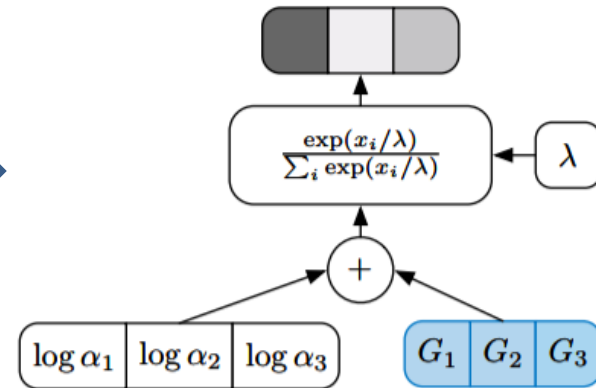 exp(x_i/λ)
∑_i exp(x_i/λ)
λ
+
log α_1 log α_2 log α_3
G_1 G_2 G_3